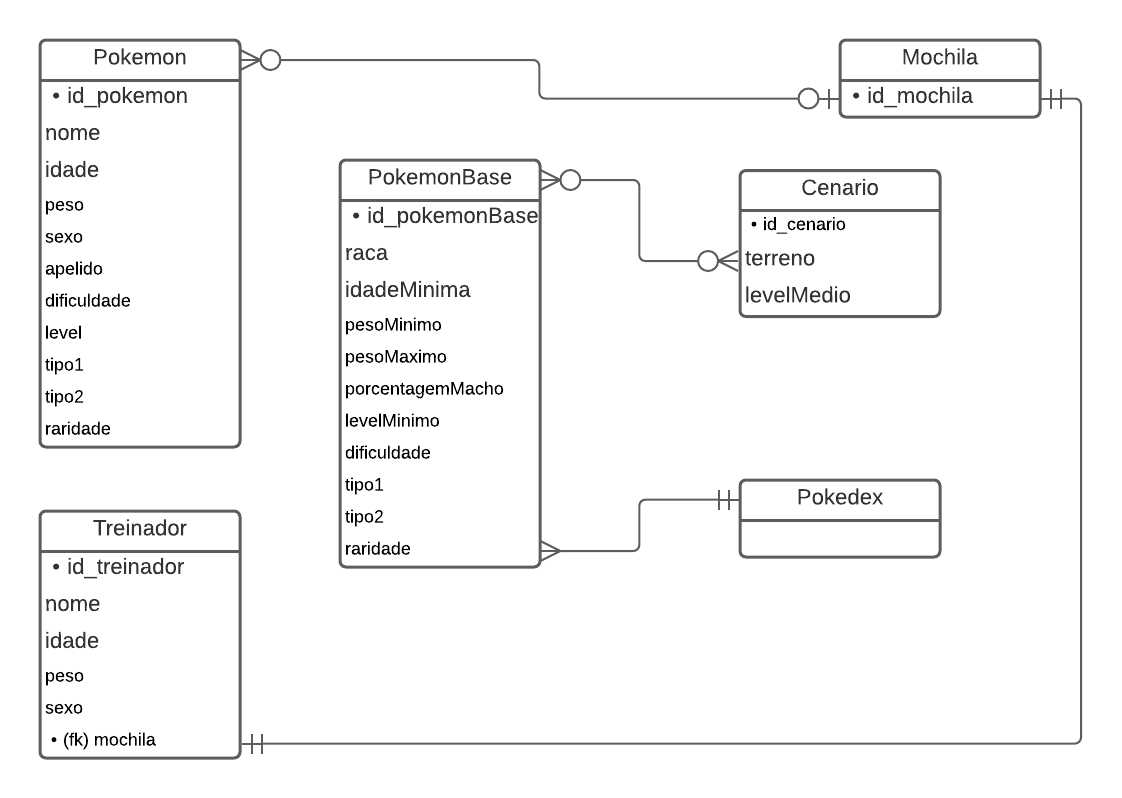 Pokemon
• id_pokemon
nome
idade
peso
sexo
apelido
dificuldade
level
tipo1
tipo2
raridade
Mochila
• id_mochila
PokemonBase
• id_pokemonBase
raca
idadeMinima
pesoMinimo
pesoMaximo
porcentagemMacho
levelMinimo
dificuldade
tipo1
tipo2
raridade
Cenario
• id_cenario
terreno
levelMedio
Pokedex
Treinador
• id_treinador
nome
idade
peso
sexo
• (fk) mochila